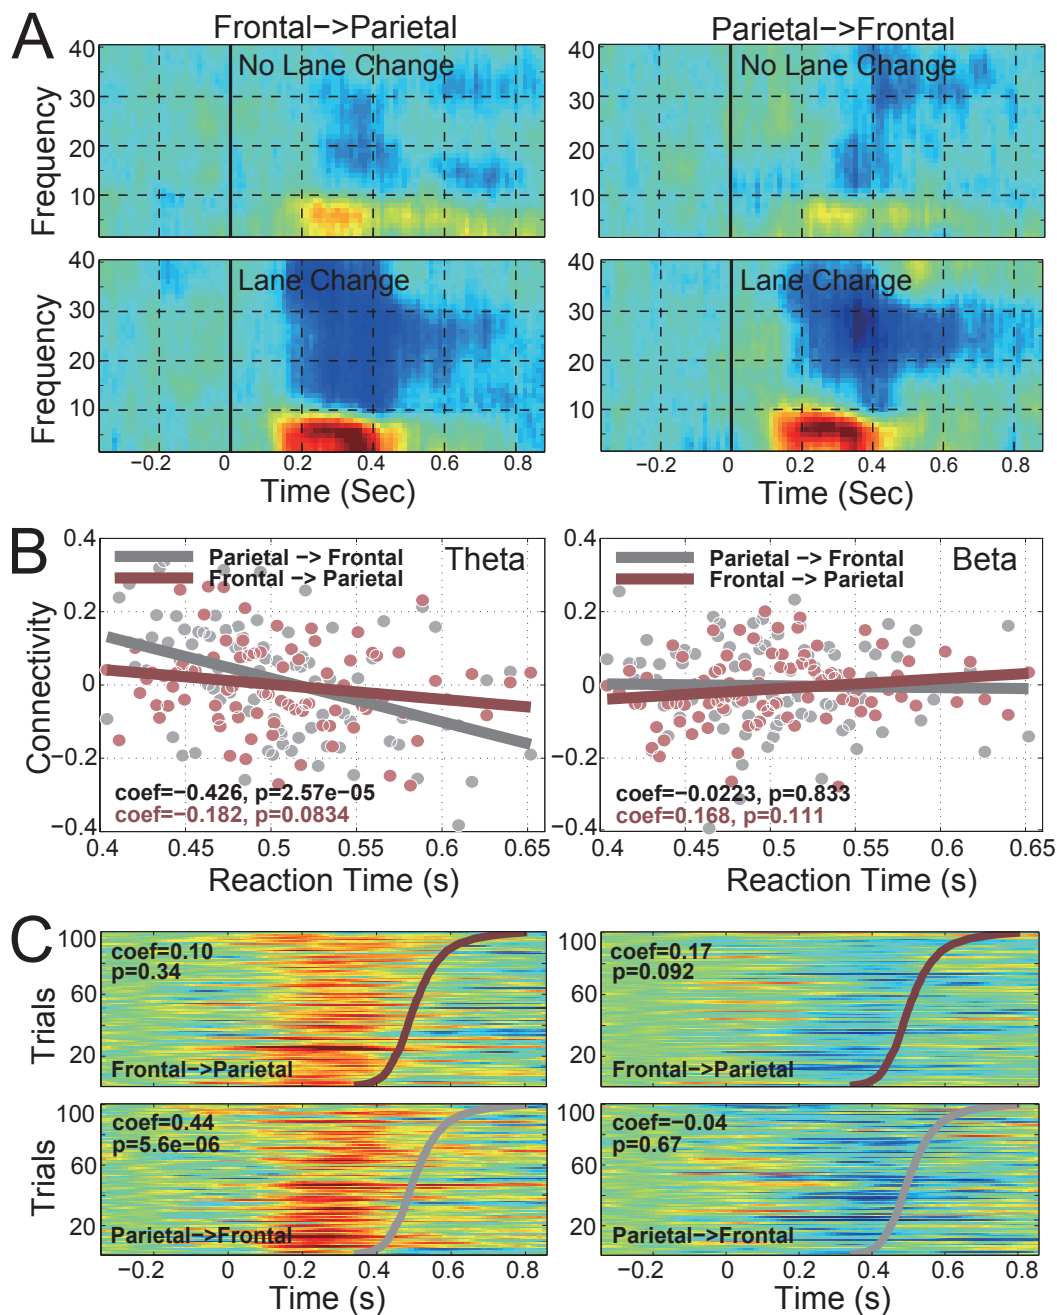 A
Frontal−>Parietal
Parietal−>Frontal
No Lane Change
No Lane Change
Frequency
40
30
20
10
40
30
20
10
Lane Change
Lane Change
Frequency
40
30
20
10
40
30
20
10
−0.2 0 0.2 0.4 0.6 0.8
−0.2 0 0.2 0.4 0.6 0.8
Time (Sec)
Time (Sec)
B
Parietal −> Frontal
Frontal −> Parietal
Theta
Parietal −> Frontal
Frontal −> Parietal
Beta
Connectivity
0.4
0.2
0
−0.2
−0.4
0.4
0.2
0
−0.2
−0.4
coef=−0.426, p=2.57e−05
coef=−0.182, p=0.0834
coef=−0.0223, p=0.833
coef=0.168, p=0.111
0.4 0.45 0.5 0.55 0.6 0.65
0.4 0.45 0.5 0.55 0.6 0.65
Reaction Time (s)
Reaction Time (s)
C
Trials
100
60
20
coef=0.10
p=0.34
Frontal−>Parietal
100
60
20
coef=0.17
p=0.092
Frontal−>Parietal
Trials
100
60
20
coef=0.44
p=5.6e−06
Parietal−>Frontal
100
60
20
coef=−0.04
p=0.67
Parietal−>Frontal
−0.2 0 0.2 0.4 0.6 0.8
−0.2 0 0.2 0.4 0.6 0.8
Time (s)
Time (s)